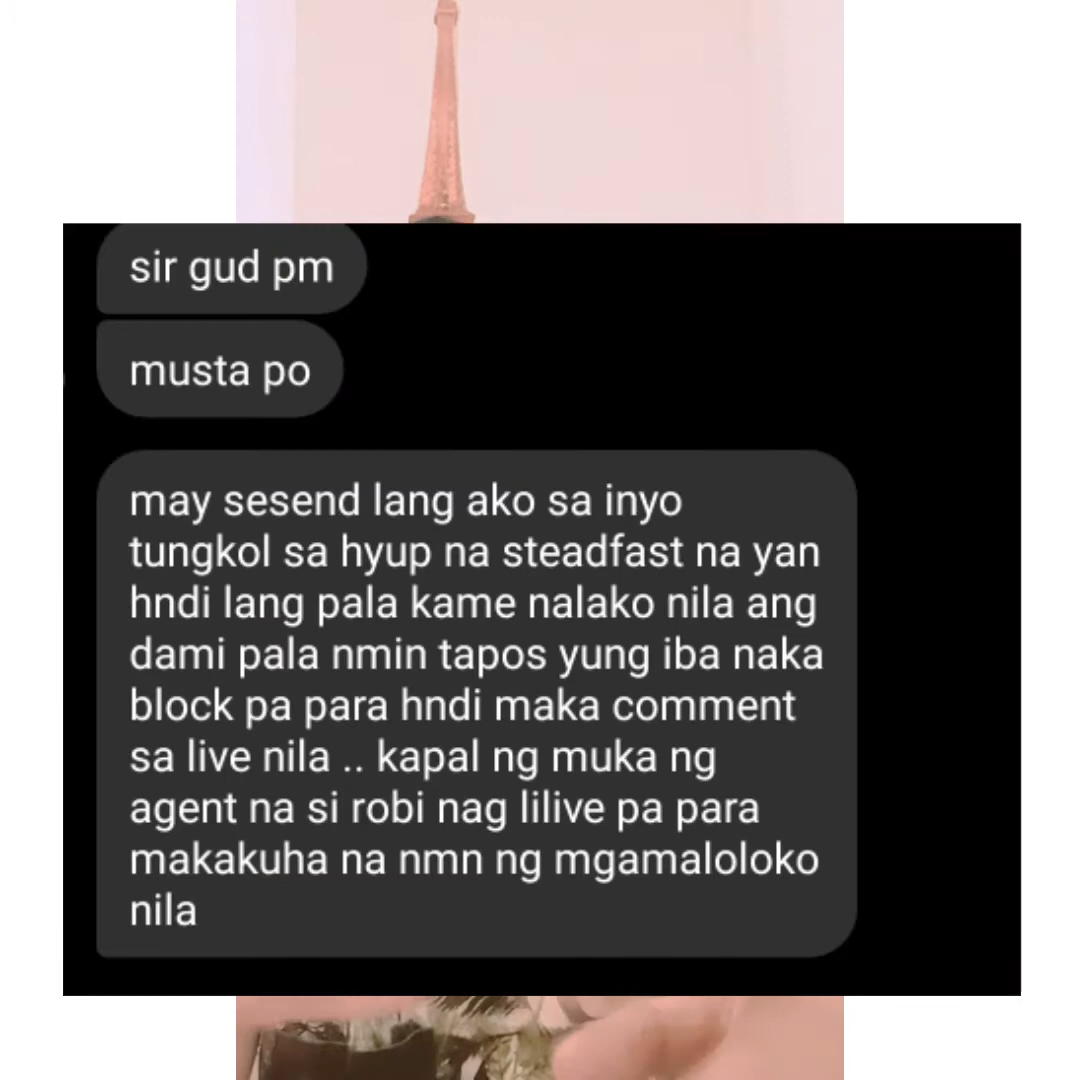 sir gud pm
musta po
may sesend lang ako sa inyo
tungkol sa hyup na steadfast na yan
hndi lang pala kame nalako nila ang
dami pala nmin tapos yung iba naka
block pa para hndi maka comment
sa live nila .. kapal ng muka ng
agent na si robi nag lilive pa para
makakuha na nmn ng mgamaloloko
nila